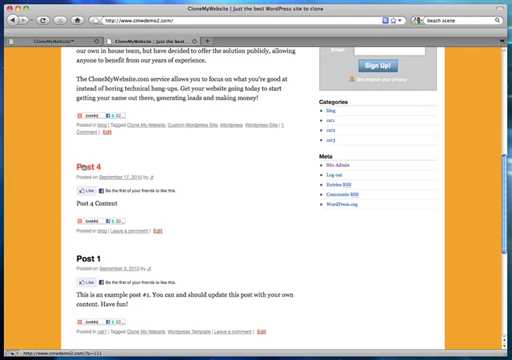 CloneMyWebsite | Just the best WordPress site to clone
http://www.cmwdemo2.com/
beach scene
CloneMyWebsite™
Just the best ...
our own in house team, but have decided to offer the solution publicly, allowing
anyone to benefit from our years of experience.
The CloneMyWebsite.com service allows you to focus on what you're good at
instead of boring technical hang-ups. Get your website going today to start
getting your name out there, generating leads and making money!
SHARE
Posted in blog | Tagged Clone My Website, Custom Wordpress Site, Wordpress, Wordpress-Site | 1
Comment | Edit
Post 4
Posted on September 17, 2010 by Jt
Like Be the first of your friends to like this.
Post 4 Content
SHARE
Posted in blog | Leave a comment | Edit
Post 1
Posted on September 3, 2010 by Jt
Like Be the first of your friends to like this.
This is an example post #1. You can and should update this post with your own
content. Have fun!
SHARE
Posted in cat1 | Tagged Clone My Website, Wordpress Template | Leave a comment | Edit
Email:
Sign Up!
We respect your privacy
Categories
blog
cat1
cat2
cat3
Meta
Site Admin
Log out
Entries RSS
Comments RSS
WordPress.org
http://www.cmwdemo2.com/?p=111